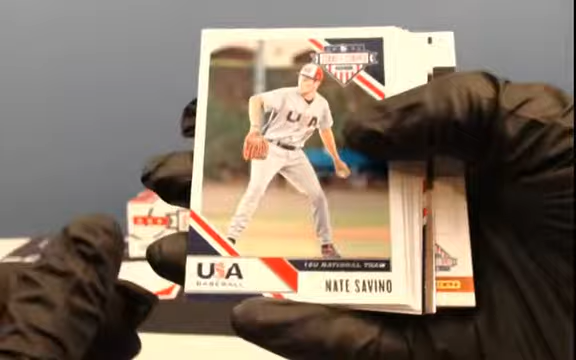 USA
USA
BASEBALL
18U NATIONAL TEAM
NATE SAVINO